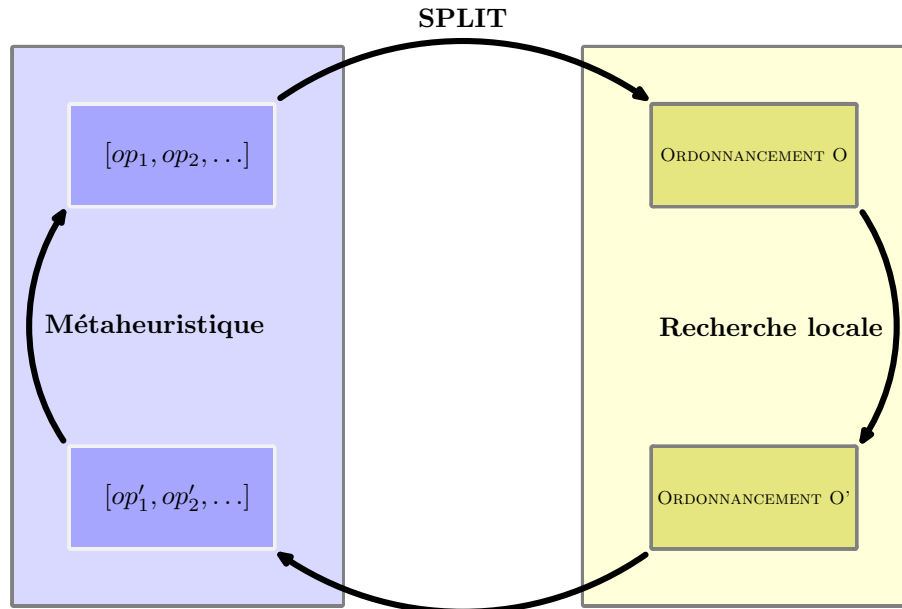 SPLIT
[op₁, op₂, . . .]
Ordonnancement O
Métaheuristique
Recherche locale
[op′₁, op′₂, . . .]
Ordonnancement O'